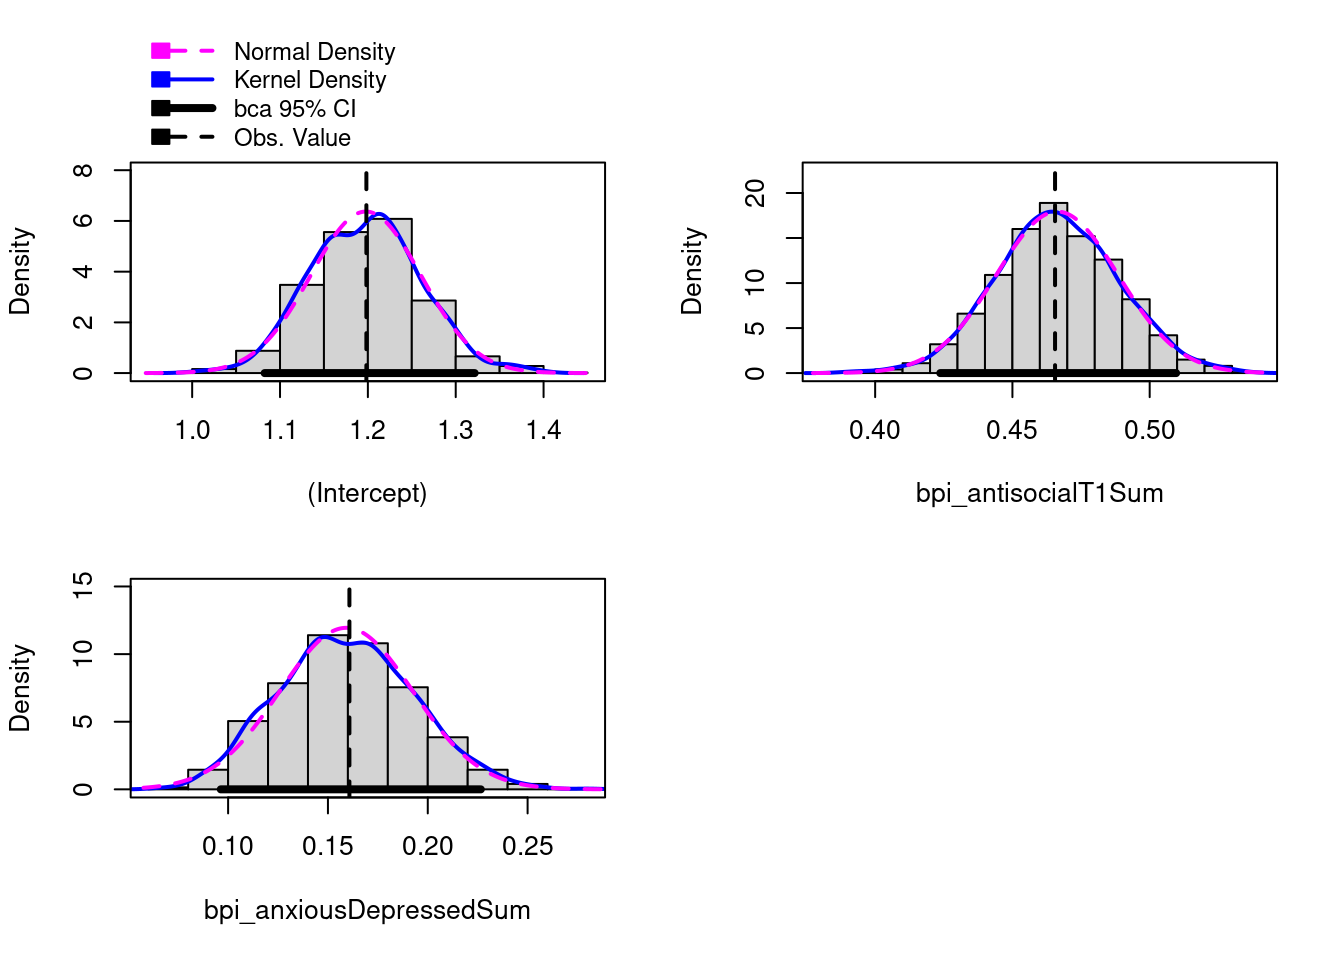 Normal Density
Kernel Density
bca 95% CI
Obs. Value
Density
0 2 4 6 8
1.0 1.1 1.2 1.3 1.4
(Intercept)
Density
0 5 10 20
0.40 0.45 0.50
bpi_antisocialT1Sum
Density
0 5 10 15
0.10 0.15 0.20 0.25
bpi_anxiousDepressedSum